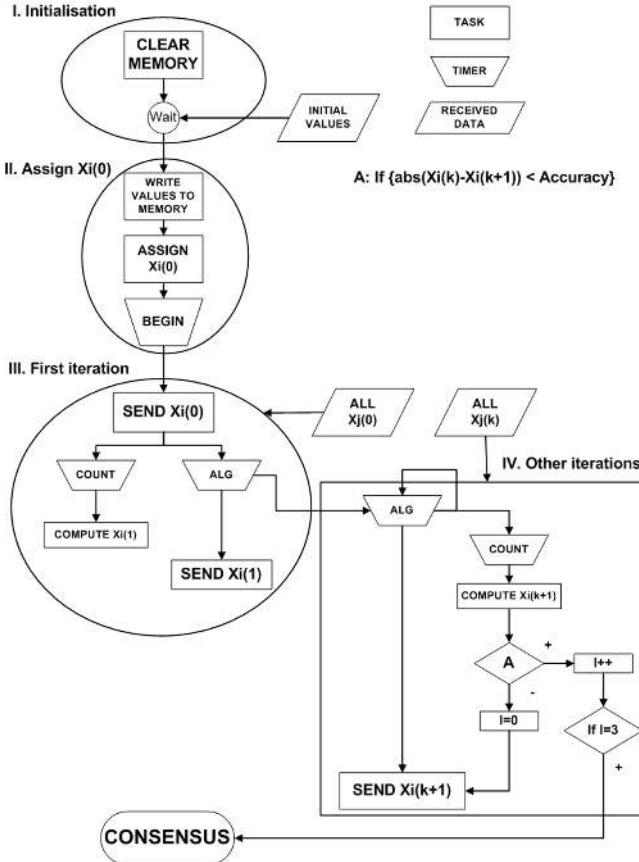 I. Initialisation
CLEAR
MEMORY
Wait
INITIAL
VALUES
TASK
TIMER
RECEIVED
DATA
II. Assign Xi(0)
WRITE
VALUES TO
MEMORY
A: If {abs(Xi(k)-Xi(k+1)) < Accuracy}
ASSIGN
Xi(0)
BEGIN
III. First iteration
SEND Xi(0)
ALL
Xj(0)
ALL
Xj(k)
COUNT
ALG
COMPUTE Xi(1)
SEND Xi(1)
IV. Other iterations
ALG
COUNT
COMPUTE Xi(k+1)
A
+
I++
-
I=0
If I=3
+
SEND Xi(k+1)
CONSENSUS